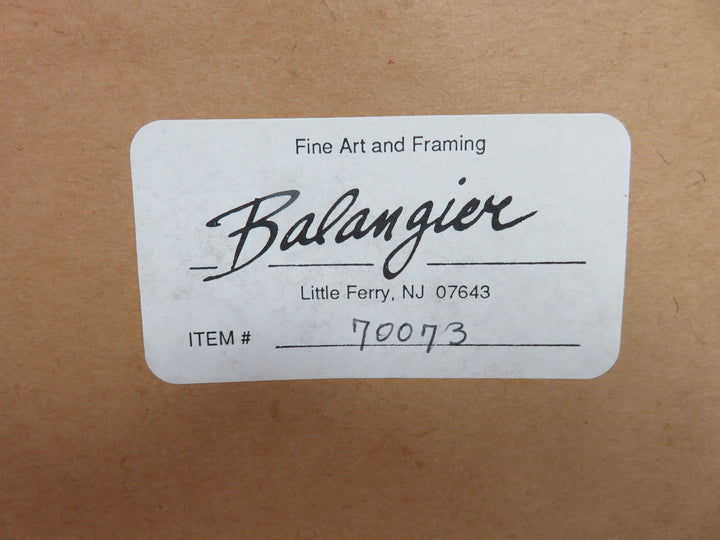 Fine Art and Framing
Balangier
Little Ferry, NJ 07643
ITEM # 70073